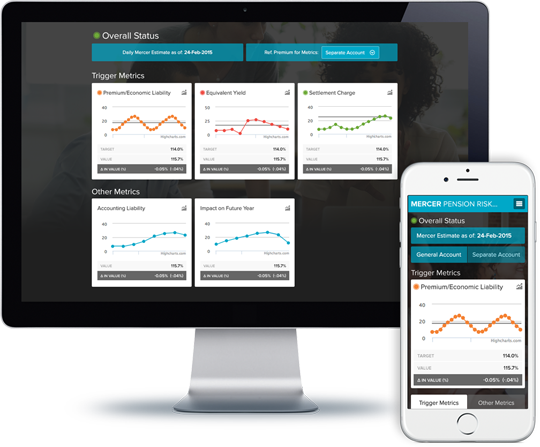 Overall Status
Daily Mercer Estimate as of: 24-Feb-2015
Ref. Premium for Metrics: Separate Account
Trigger Metrics
Premium/Economic Liability
40
20
0
Highcharts.com
TARGET 114.0%
VALUE 115.7%
Δ IN VALUE (%) -0.05% (-.04%)
Equivalent Yield
50
25
0
Highcharts.com
TARGET 114.0%
VALUE 115.7%
Δ IN VALUE (%) -0.05% (-.04%)
Settlement Charge
40
20
0
Highcharts.com
TARGET 114.0%
VALUE 115.7%
Δ IN VALUE (%) -0.05% (-.04%)
Other Metrics
Accounting Liability
40
20
0
VALUE 115.7%
Δ IN VALUE (%) -0.05% (-.04%)
Impact on Future Year
40
20
0
VALUE 115.7%
Δ IN VALUE (%) -0.05% (-.04%)
MERCER PENSION RISK...
Overall Status
Mercer Estimate as of: 24-Feb-2015
General Account Separate Account
Trigger Metrics
Premium/Economic Liability
40
20
0
Highcharts.com
TARGET 114.0%
VALUE 115.7%
Δ IN VALUE (%) -0.05% (-.04%)
Trigger Metrics Other Metrics